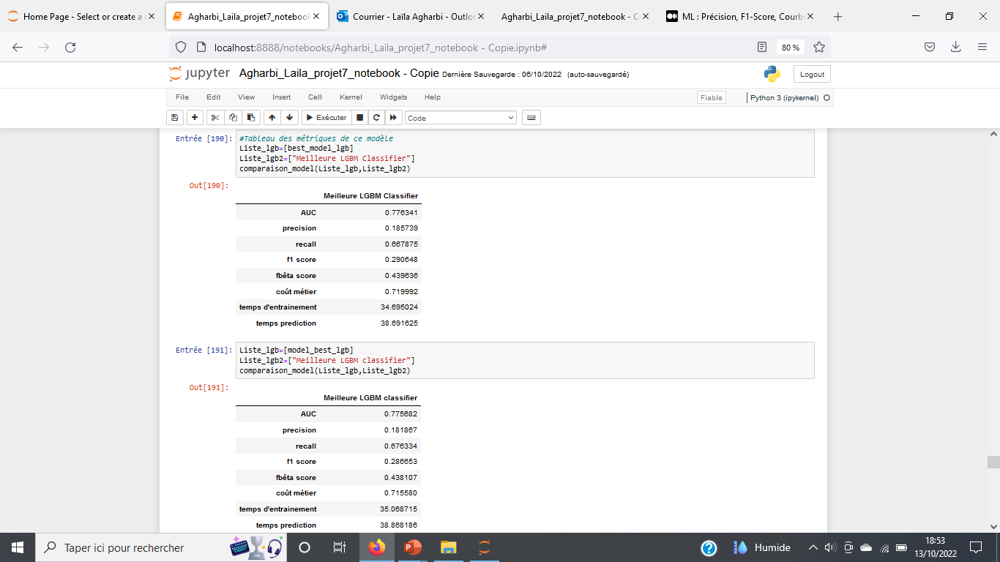 Home Page - Select or create a
Agharbi_Laila_projet7_notebook
Courrier - Laïla Agharbi - Outloo
Agharbi_Laila_projet7_notebook - C
ML : Précision, F1-Score, Courb
localhost:8888/notebooks/Agharbi_Laila_projet7_notebook - Copie.ipynb#
80 %
jupyter Agharbi_Laila_projet7_notebook - Copie Dernière Sauvegarde : 06/10/2022 (auto-sauvegardé)
Logout
File Edit View Insert Cell Kernel Widgets Help
Fiable
Python 3 (ipykernel)
Exécuter
Code
Entrée [190]:
#Tableau des métriques de ce modèle
Liste_lgb=[best_model_lgb]
Liste_lgb2=["Meilleure LGBM Classifier"]
comparaison_model(Liste_lgb,Liste_lgb2)
Out[190]:
Meilleure LGBM Classifier
AUC 0.776341
precision 0.185739
recall 0.667875
f1 score 0.290648
fbêta score 0.439636
coût métier 0.719992
temps d'entrainement 34.695024
temps prediction 38.691625
Entrée [191]:
Liste_lgb=[model_best_lgb]
Liste_lgb2=["Meilleure LGBM classifier"]
comparaison_model(Liste_lgb,Liste_lgb2)
Out[191]:
Meilleure LGBM classifier
AUC 0.775682
precision 0.181867
recall 0.676334
f1 score 0.286653
fbêta score 0.438107
coût métier 0.715580
temps d'entrainement 35.068715
temps prediction 38.868186
Taper ici pour rechercher
Humide
18:53
13/10/2022